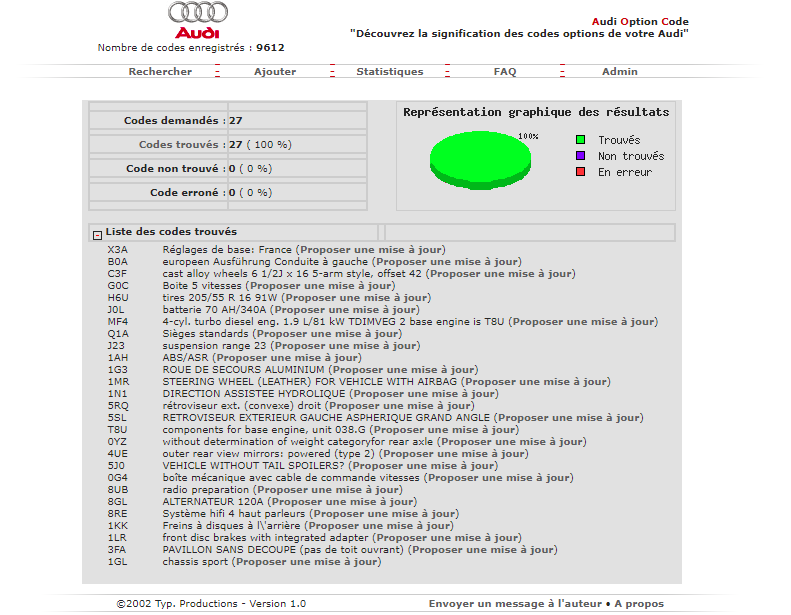 Audi
Nombre de codes enregistrés : 9612
Audi Option Code
"Découvrez la signification des codes options de votre Audi"
Rechercher - Ajouter - Statistiques - FAQ - Admin
Codes demandés : 27
Codes trouvés : 27 ( 100 %)
Code non trouvé : 0 ( 0 %)
Code erroné : 0 ( 0 %)
Représentation graphique des résultats
100%
Trouvés
Non trouvés
En erreur
Liste des codes trouvés
X3A Réglages de base: France (Proposer une mise à jour)
B0A europeen Ausführung Conduite à gauche (Proposer une mise à jour)
C3F cast alloy wheels 6 1/2J x 16 5-arm style, offset 42 (Proposer une mise à jour)
G0C Boite 5 vitesses (Proposer une mise à jour)
H6U tires 205/55 R 16 91W (Proposer une mise à jour)
J0L batterie 70 AH/340A (Proposer une mise à jour)
MF4 4-cyl. turbo diesel eng. 1.9 L/81 kW TDIMVEG 2 base engine is T8U (Proposer une mise à jour)
Q1A Sièges standards (Proposer une mise à jour)
J23 suspension range 23 (Proposer une mise à jour)
1AH ABS/ASR (Proposer une mise à jour)
1G3 ROUE DE SECOURS ALUMINIUM (Proposer une mise à jour)
1MR STEERING WHEEL (LEATHER) FOR VEHICLE WITH AIRBAG (Proposer une mise à jour)
1N1 DIRECTION ASSISTEE HYDROLIQUE (Proposer une mise à jour)
5RQ rétroviseur ext. (convexe) droit (Proposer une mise à jour)
5SL RETROVISEUR EXTERIEUR GAUCHE ASPHERIQUE GRAND ANGLE (Proposer une mise à jour)
T8U components for base engine, unit 038.G (Proposer une mise à jour)
0YZ without determination of weight categoryfor rear axle (Proposer une mise à jour)
4UE outer rear view mirrors: powered (type 2) (Proposer une mise à jour)
5J0 VEHICLE WITHOUT TAIL SPOILERS? (Proposer une mise à jour)
0G4 boîte mécanique avec cable de commande vitesses (Proposer une mise à jour)
8UB radio preparation (Proposer une mise à jour)
8GL ALTERNATEUR 120A (Proposer une mise à jour)
8RE Système hifi 4 haut parleurs (Proposer une mise à jour)
1KK Freins à disques à l\'arrière (Proposer une mise à jour)
1LR front disc brakes with integrated adapter (Proposer une mise à jour)
3FA PAVILLON SANS DECOUPE (pas de toit ouvrant) (Proposer une mise à jour)
1GL chassis sport (Proposer une mise à jour)
©2002 Typ. Productions - Version 1.0
Envoyer un message à l'auteur • A propos